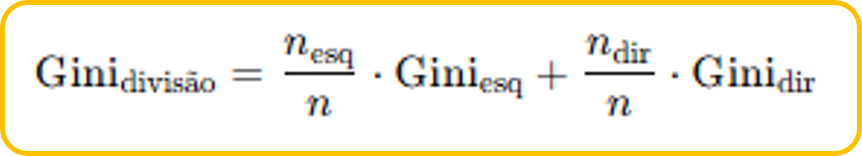 Gini_divisão = n_esq/n · Gini_esq + n_dir/n · Gini_dir